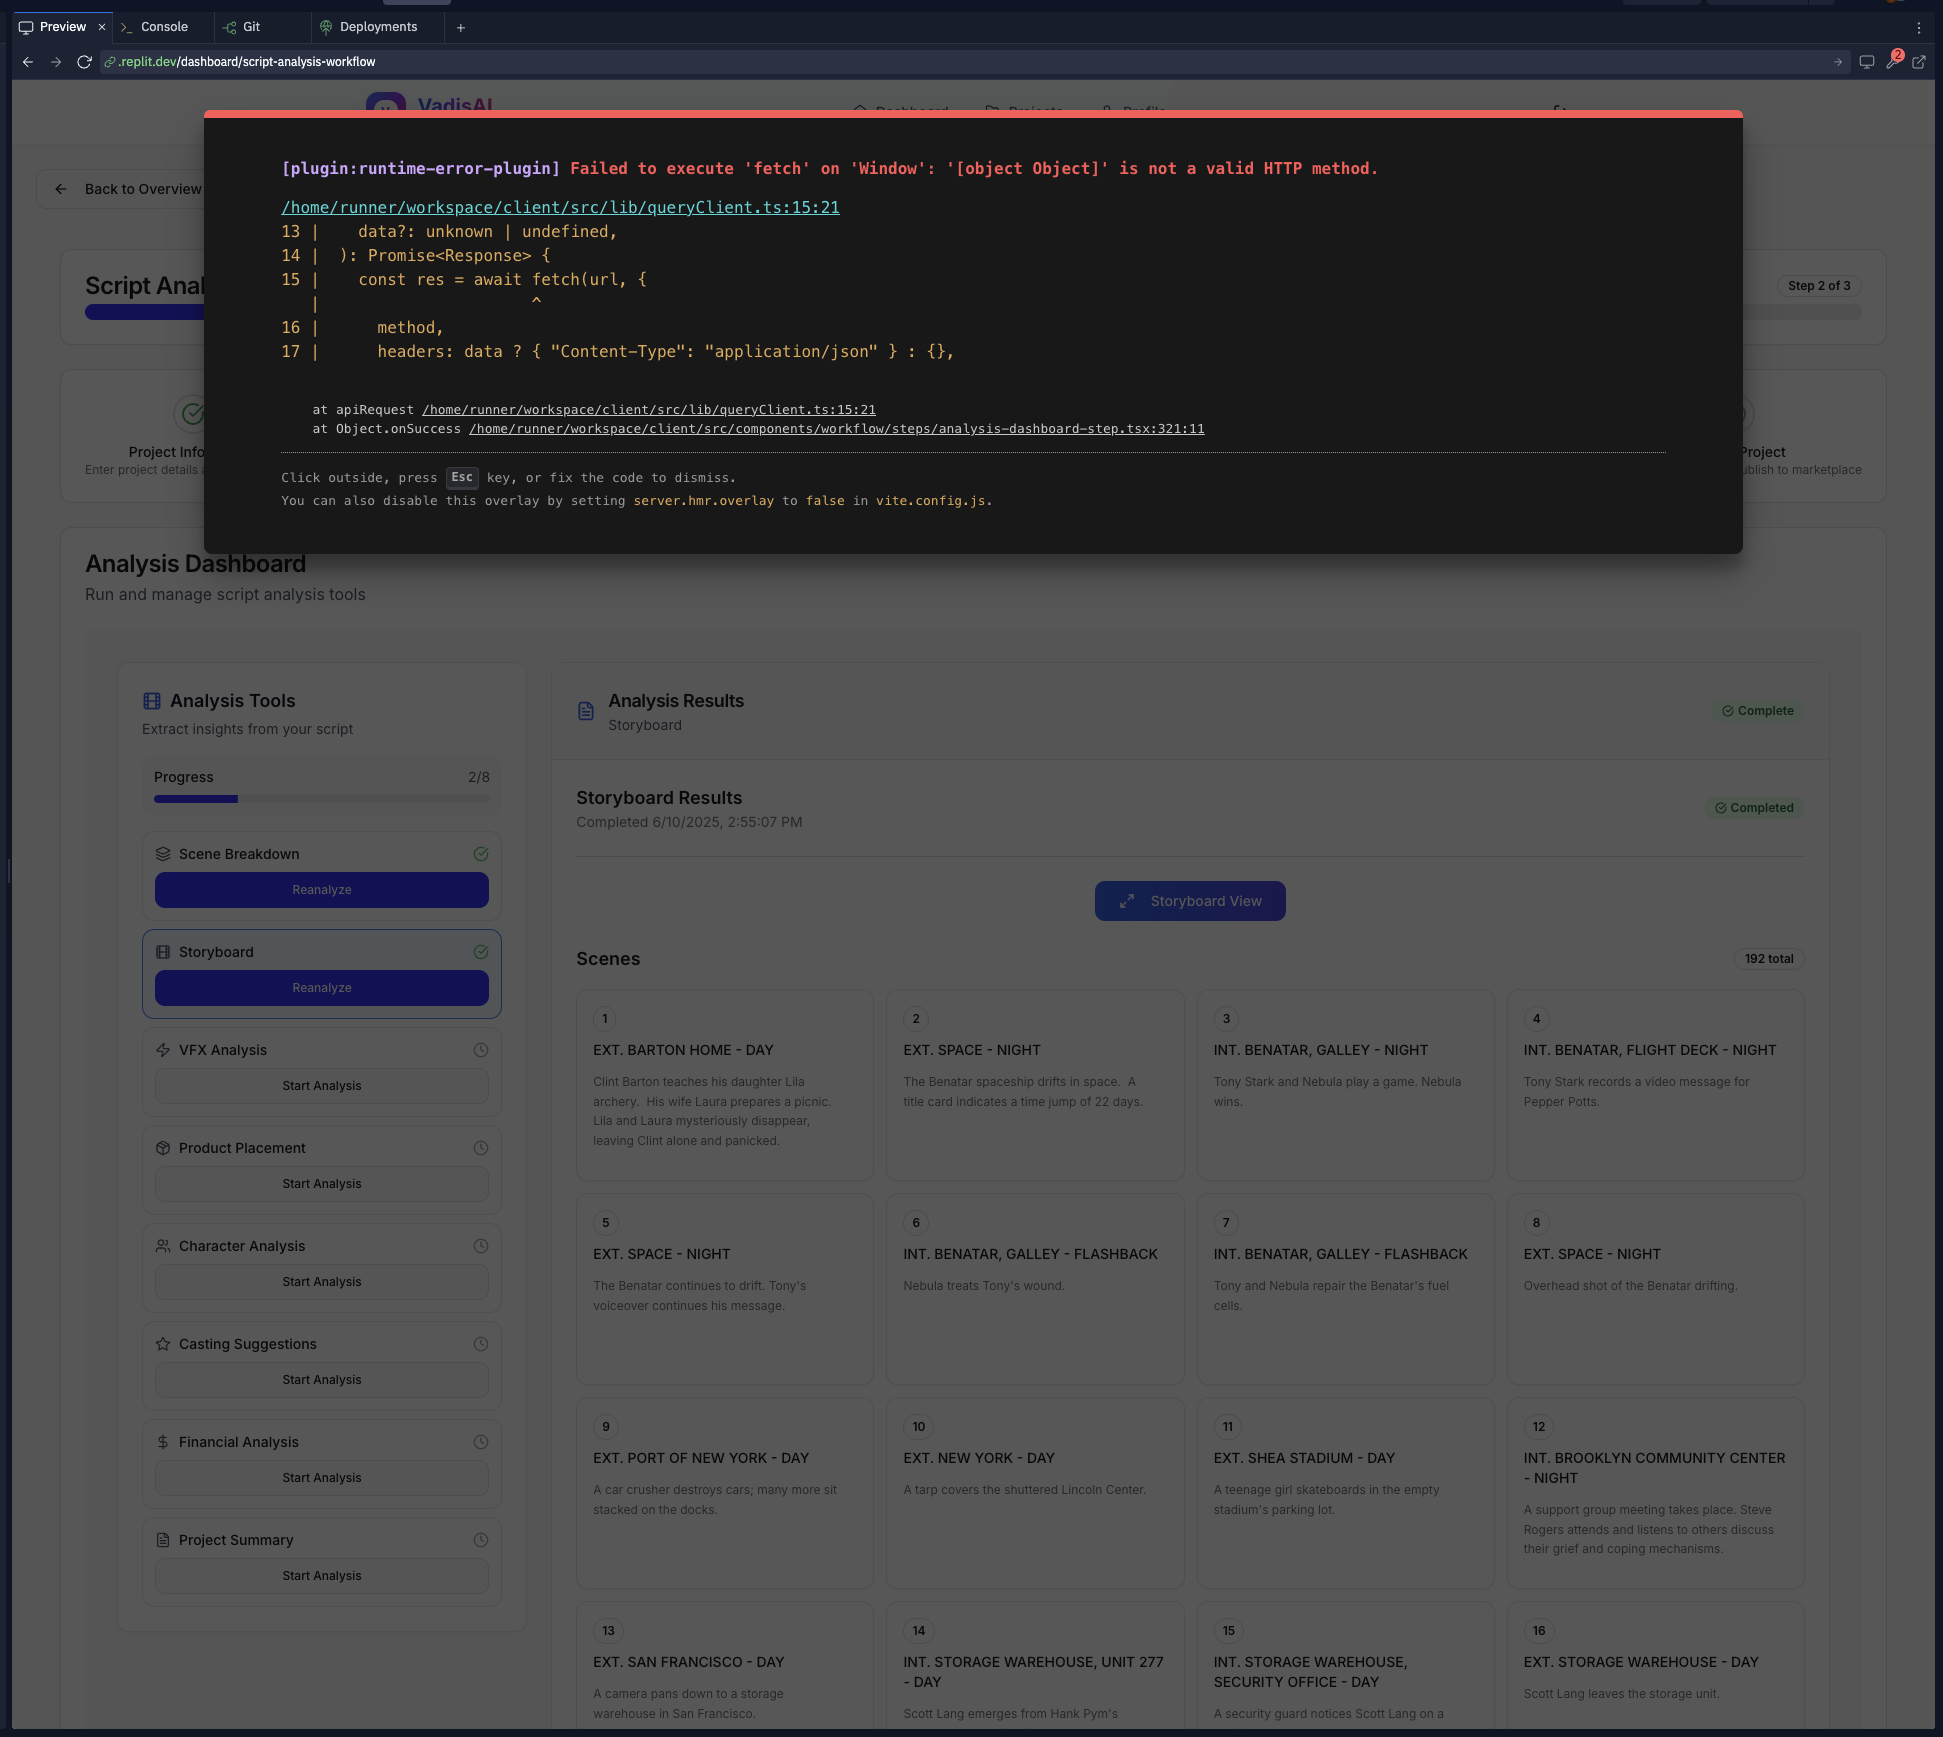 Preview
Console
Git
Deployments
.replit.dev/dashboard/script-analysis-workflow
2
VadisAI
Dashboard
Projects
Profile
Back to Overview
[plugin:runtime-error-plugin] Failed to execute 'fetch' on 'Window': '[object Object]' is not a valid HTTP method.
/home/runner/workspace/client/src/lib/queryClient.ts:15:21
13 |    data?: unknown | undefined,
14 |  ): Promise<Response> {
15 |    const res = await fetch(url, {
   |                      ^
16 |      method,
17 |      headers: data ? { "Content-Type": "application/json" } : {},
at apiRequest /home/runner/workspace/client/src/lib/queryClient.ts:15:21
at Object.onSuccess /home/runner/workspace/client/src/components/workflow/steps/analysis-dashboard-step.tsx:321:11
Click outside, press Esc key, or fix the code to dismiss.
You can also disable this overlay by setting server.hmr.overlay to false in vite.config.js.
Script Anal
Step 2 of 3
Project Info
Enter project details
Project
ublish to marketplace
Analysis Dashboard
Run and manage script analysis tools
Analysis Tools
Extract insights from your script
Progress
2/8
Scene Breakdown
Reanalyze
Storyboard
Reanalyze
VFX Analysis
Start Analysis
Product Placement
Start Analysis
Character Analysis
Start Analysis
Casting Suggestions
Start Analysis
Financial Analysis
Start Analysis
Project Summary
Start Analysis
Analysis Results
Storyboard
Complete
Storyboard Results
Completed 6/10/2025, 2:55:07 PM
Completed
Storyboard View
Scenes
192 total
1
EXT. BARTON HOME - DAY
Clint Barton teaches his daughter Lila
archery.  His wife Laura prepares a picnic.
Lila and Laura mysteriously disappear,
leaving Clint alone and panicked.
2
EXT. SPACE - NIGHT
The Benatar spaceship drifts in space.  A
title card indicates a time jump of 22 days.
3
INT. BENATAR, GALLEY - NIGHT
Tony Stark and Nebula play a game. Nebula
wins.
4
INT. BENATAR, FLIGHT DECK - NIGHT
Tony Stark records a video message for
Pepper Potts.
5
EXT. SPACE - NIGHT
The Benatar continues to drift. Tony's
voiceover continues his message.
6
INT. BENATAR, GALLEY - FLASHBACK
Nebula treats Tony's wound.
7
INT. BENATAR, GALLEY - FLASHBACK
Tony and Nebula repair the Benatar's fuel
cells.
8
EXT. SPACE - NIGHT
Overhead shot of the Benatar drifting.
9
EXT. PORT OF NEW YORK - DAY
A car crusher destroys cars; many more sit
stacked on the docks.
10
EXT. NEW YORK - DAY
A tarp covers the shuttered Lincoln Center.
11
EXT. SHEA STADIUM - DAY
A teenage girl skateboards in the empty
stadium's parking lot.
12
INT. BROOKLYN COMMUNITY CENTER
- NIGHT
A support group meeting takes place. Steve
Rogers attends and listens to others discuss
their grief and coping mechanisms.
13
EXT. SAN FRANCISCO - DAY
A camera pans down to a storage
warehouse in San Francisco.
14
INT. STORAGE WAREHOUSE, UNIT 277
- DAY
Scott Lang emerges from Hank Pym's
15
INT. STORAGE WAREHOUSE,
SECURITY OFFICE - DAY
A security guard notices Scott Lang on a
16
EXT. STORAGE WAREHOUSE - DAY
Scott Lang leaves the storage unit.